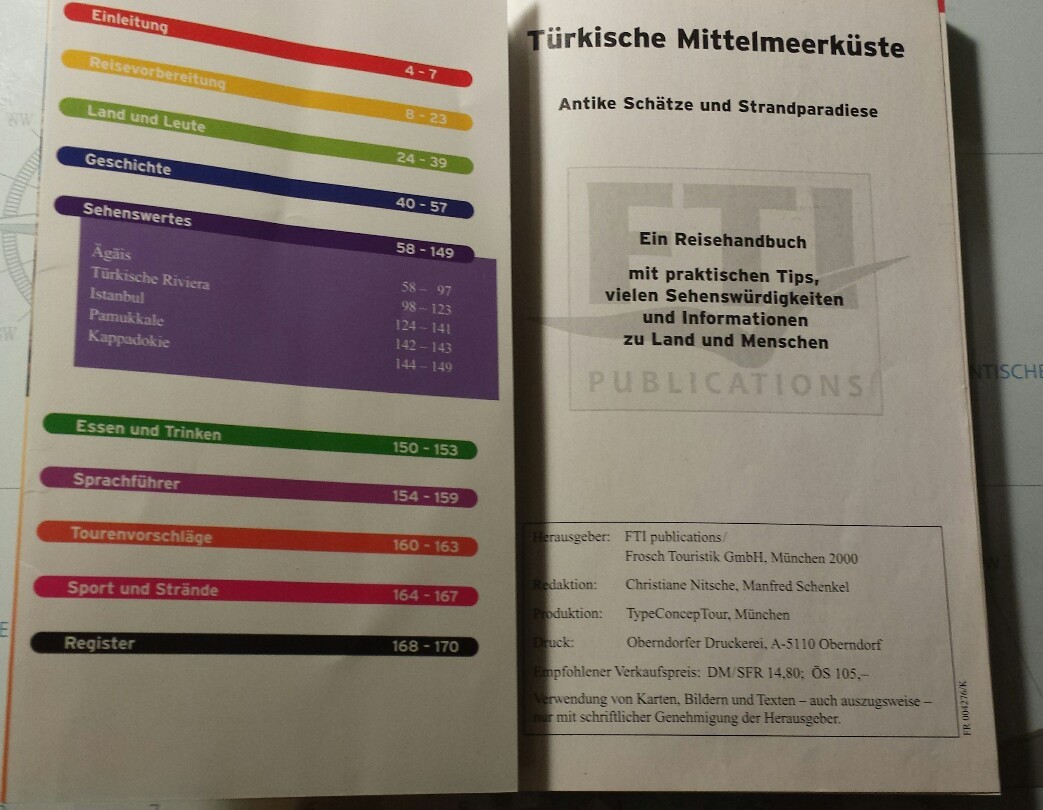 Einleitung 4 - 7
Reisevorbereitung 8 - 23
Land und Leute 24 - 39
Geschichte 40 - 57
Sehenswertes 58 - 149
Ägäis 58 – 97
Türkische Riviera 98 – 123
Istanbul 124 – 141
Pamukkale 142 – 143
Kappadokie 144 – 149
Essen und Trinken 150 - 153
Sprachführer 154 - 159
Tourenvorschläge 160 - 163
Sport und Strände 164 - 167
Register 168 - 170
Türkische Mittelmeerküste
Antike Schätze und Strandparadiese
FTI
Ein Reisehandbuch
mit praktischen Tips,
vielen Sehenswürdigkeiten
und Informationen
zu Land und Menschen
PUBLICATIONS
Herausgeber: FTI publications/
Frosch Touristik GmbH, München 2000
Redaktion: Christiane Nitsche, Manfred Schenkel
Produktion: TypeConcepTour, München
Druck: Oberndorfer Druckerei, A-5110 Oberndorf
Empfohlener Verkaufspreis: DM/SFR 14,80; ÖS 105,–
Verwendung von Karten, Bildern und Texten – auch auszugsweise –
nur mit schriftlicher Genehmigung der Herausgeber.
FR 004276/K
WW
W
NTISCHE